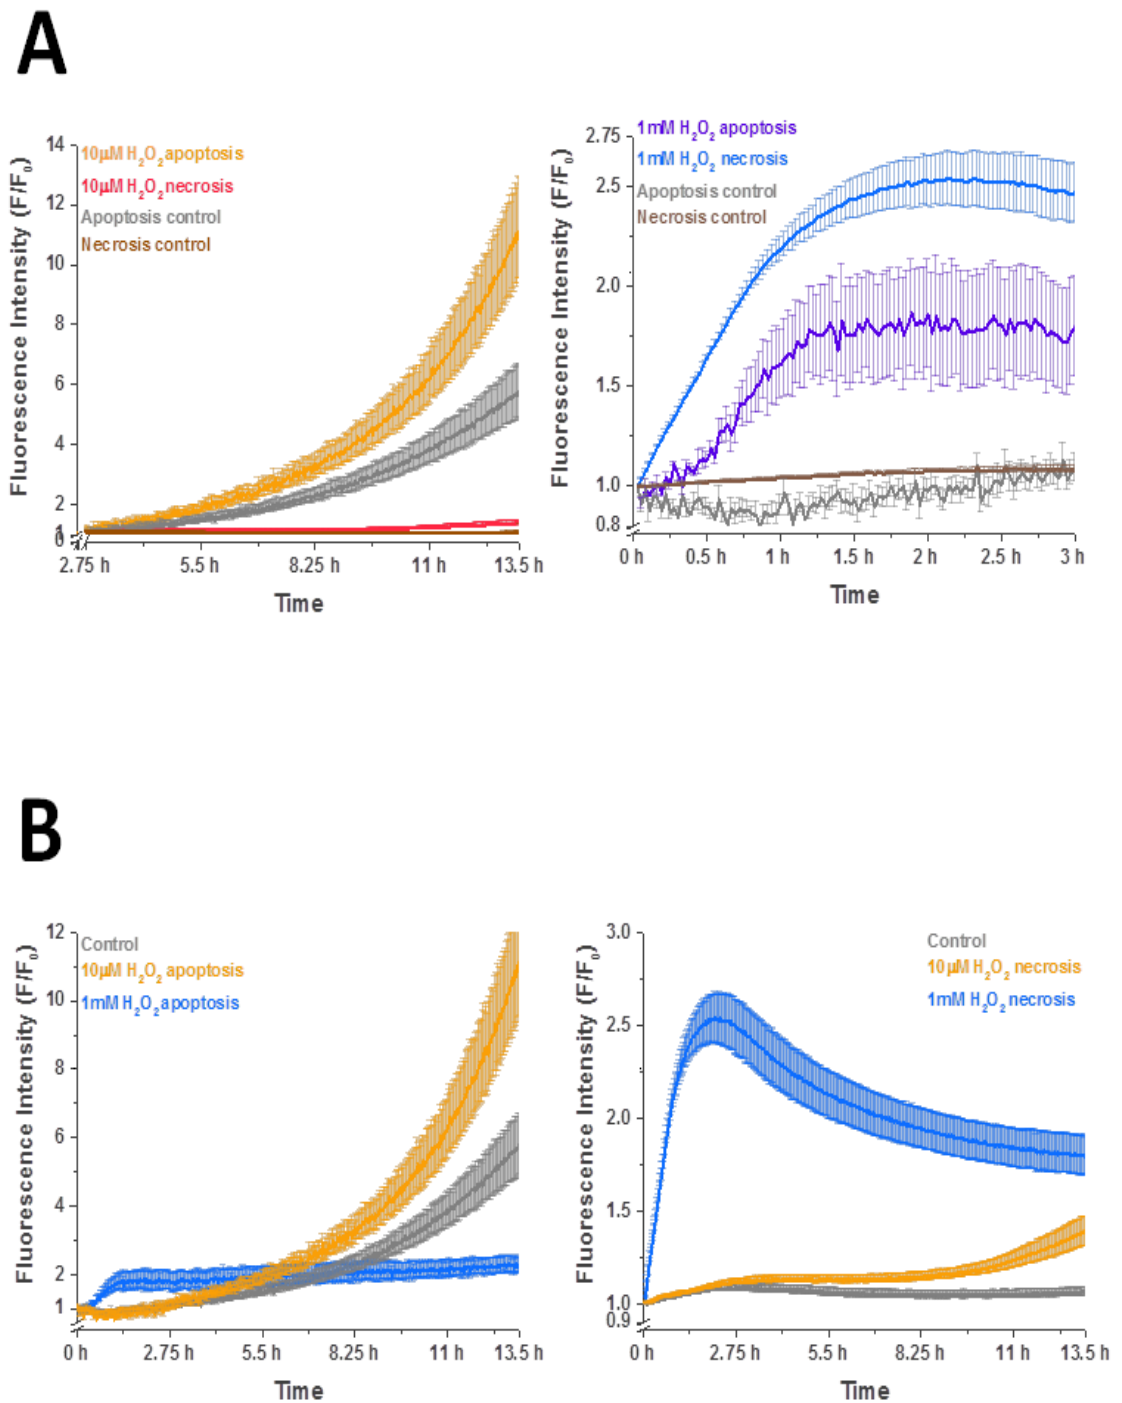 A
Fluorescence Intensity (F/F₀)
14
12
10
8
6
4
2
1
0
10µM H₂O₂ apoptosis
10µM H₂O₂ necrosis
Apoptosis control
Necrosis control
2.75 h 5.5 h 8.25 h 11 h 13.5 h
Time
Fluorescence Intensity (F/F₀)
2.75
2.5
2.0
1.5
1.0
0.8
1mM H₂O₂ apoptosis
1mM H₂O₂ necrosis
Apoptosis control
Necrosis control
0 h 0.5 h 1 h 1.5 h 2 h 2.5 h 3 h
Time
B
Fluorescence Intensity (F/F₀)
12
10
8
6
4
2
1
Control
10µM H₂O₂ apoptosis
1mM H₂O₂ apoptosis
0 h 2.75 h 5.5 h 8.25 h 11 h 13.5 h
Time
Fluorescence Intensity (F/F₀)
3.0
2.5
2.0
1.5
1.0
0.9
Control
10µM H₂O₂ necrosis
1mM H₂O₂ necrosis
0 h 2.75 h 5.5 h 8.25 h 11 h 13.5 h
Time